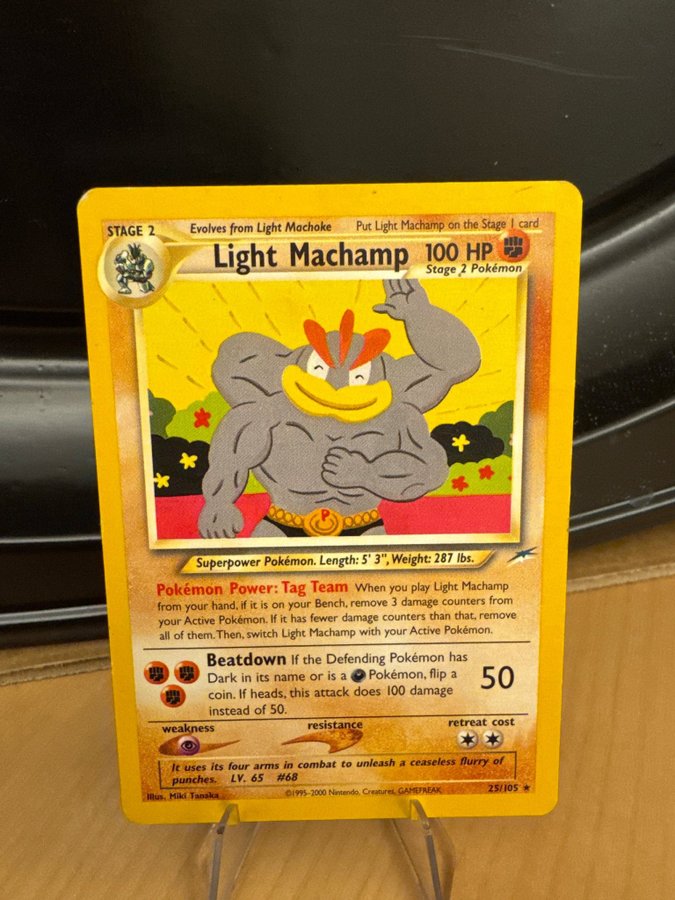 STAGE 2 Evolves from Light Machoke Put Light Machamp on the Stage 1 card
Light Machamp 100 HP
Stage 2 Pokémon
P
Superpower Pokémon. Length: 5' 3", Weight: 287 lbs.
Pokémon Power: Tag Team When you play Light Machamp
from your hand, if it is on your Bench, remove 3 damage counters from
your Active Pokémon. If it has fewer damage counters than that, remove
all of them. Then, switch Light Machamp with your Active Pokémon.
Beatdown If the Defending Pokémon has
Dark in its name or is a Pokémon, flip a
coin. If heads, this attack does 100 damage
instead of 50.
50
weakness resistance retreat cost
It uses its four arms in combat to unleash a ceaseless flurry of
punches. LV. 65 #68
Illus. Miki Tanaka ©1995-2000 Nintendo, Creatures, GAMEFREAK 25/105 ★